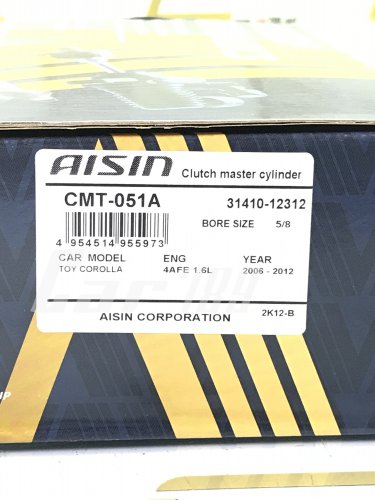 AISIN Clutch master cylinder
CMT-051A 31410-12312
BORE SIZE 5/8
4 954514 955973
CAR MODEL ENG YEAR
TOY COROLLA 4AFE 1.6L 2006 - 2012
2K12-B
AISIN CORPORATION